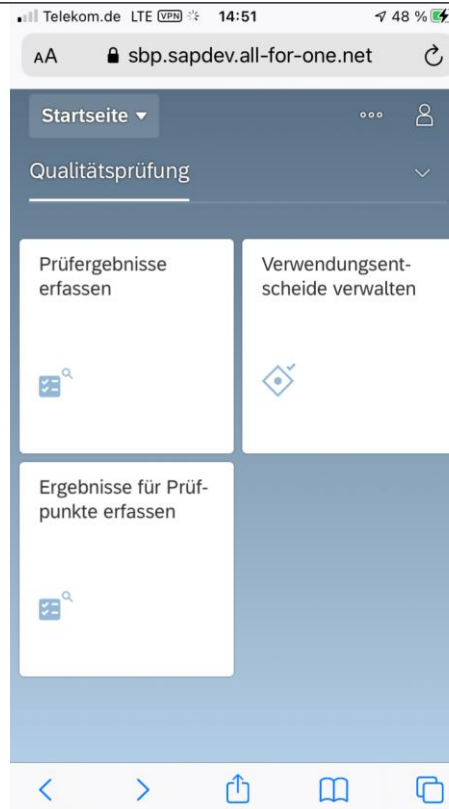 Telekom.de LTE VPN 14:51 48 %
AA sbp.sapdev.all-for-one.net
Startseite
Qualitätsprüfung
Prüfergebnisse
erfassen
Verwendungsent-
scheide verwalten
Ergebnisse für Prüf-
punkte erfassen